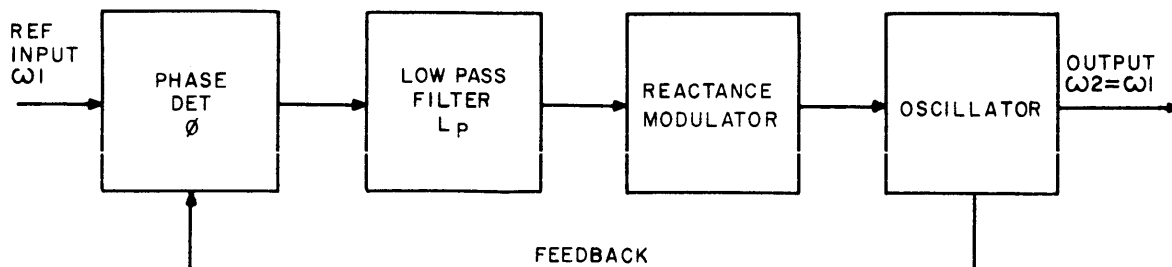 REF
INPUT
ω1
PHASE
DET
Ø
LOW PASS
FILTER
LP
REACTANCE
MODULATOR
OSCILLATOR
OUTPUT
ω2=ω1
FEEDBACK